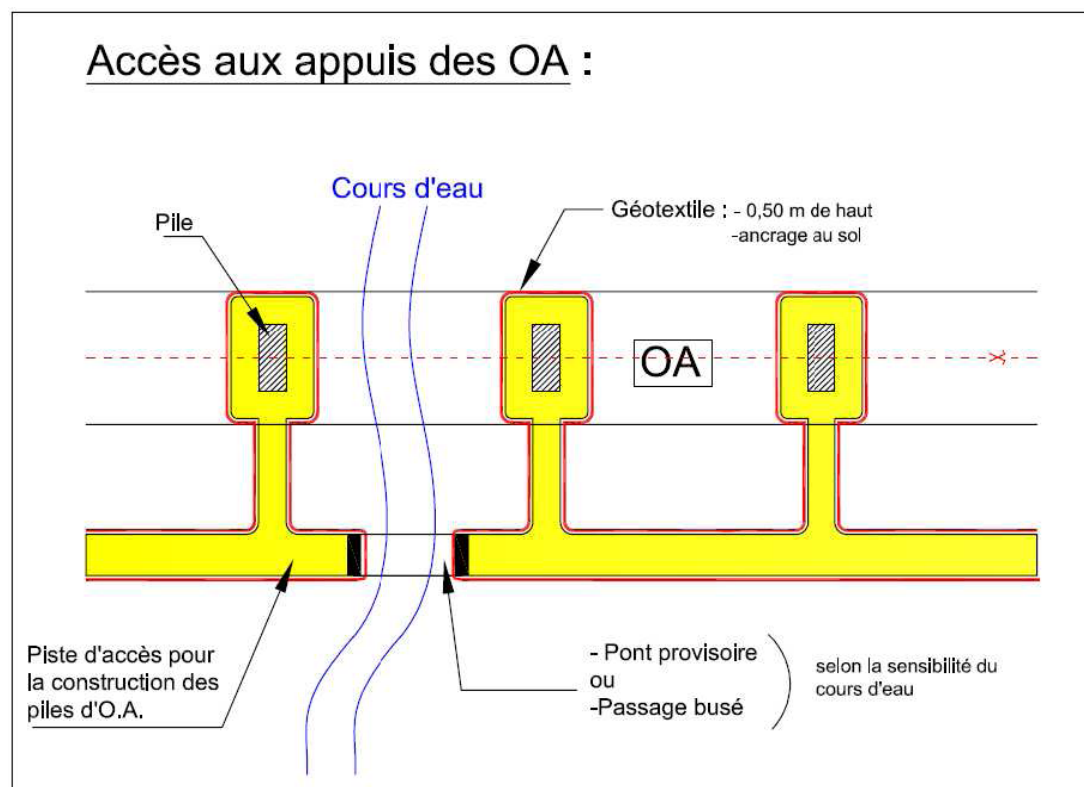 Accès aux appuis des OA :
Cours d'eau
Pile
Géotextile : - 0,50 m de haut
-ancrage au sol
OA
Piste d'accès pour
la construction des
piles d'O.A.
- Pont provisoire
ou
-Passage busé
selon la sensibilité du
cours d'eau